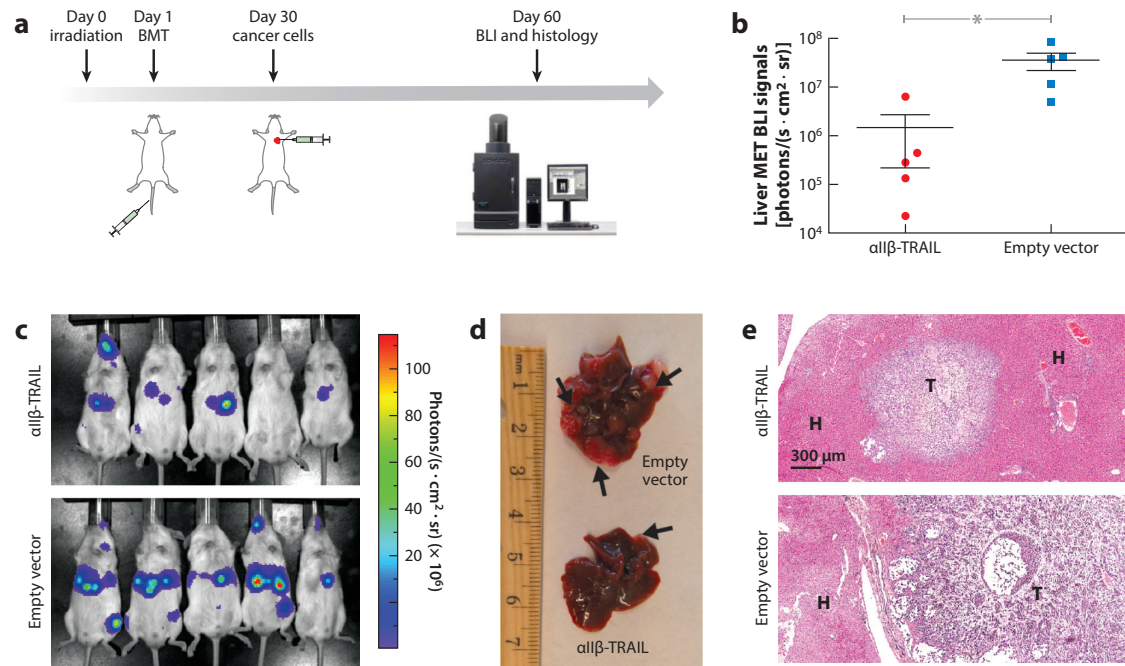 a
Day 0
irradiation
Day 1
BMT
Day 30
cancer cells
Day 60
BLI and histology
b
*
Liver MET BLI signals
[photons/(s · cm² · sr)]
10⁸
10⁷
10⁶
10⁵
10⁴
αIIβ-TRAIL
Empty vector
c
αIIβ-TRAIL
Empty vector
100
80
60
40
20
Photons/(s · cm² · sr) (× 10⁶)
d
mm 1
2
3
4
5
6
7
Empty
vector
αIIβ-TRAIL
e
αIIβ-TRAIL
T
H
H
300 µm
Empty vector
H
T